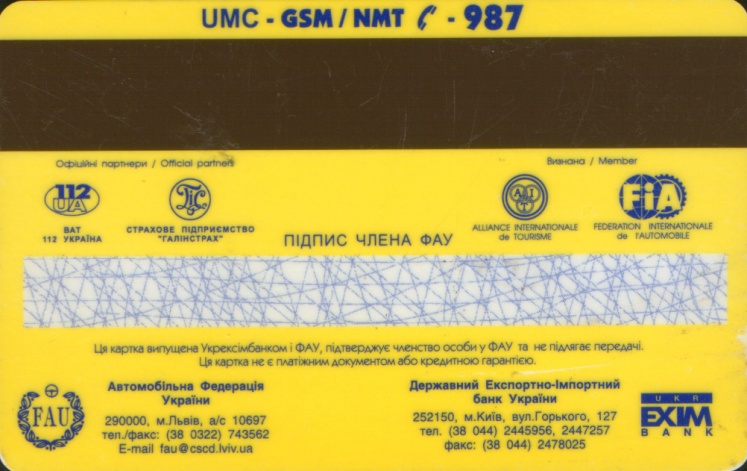 UMC - GSM / NMT ✆ - 987
Офіційні партнери / Official partners
Визнана / Member
112
UA
ВАТ
112 УКРАЇНА
СТРАХОВЕ ПІДПРИЄМСТВО
"ГАЛІНСТРАХ"
AIT
ALLIANCE INTERNATIONALE
de TOURISME
FIA
FEDERATION INTERNATIONALE
de l'AUTOMOBILE
ПІДПИС ЧЛЕНА ФАУ
Ця картка випущена Укрексімбанком і ФАУ, підтверджує членство особи у ФАУ та не підлягає передачі.
Ця картка не є платіжним документом або кредитною гарантією.
FAU
Автомобільна Федерація
України
290000, м.Львів, а/с 10697
тел./факс: (38 0322) 743562
E-mail fau@cscd.lviv.ua
Державний Експортно-Імпортний
банк України
252150, м.Київ, вул.Горького, 127
тел. (38 044) 2445956, 2447257
факс: (38 044) 2478025
UKR
EXIM
BANK